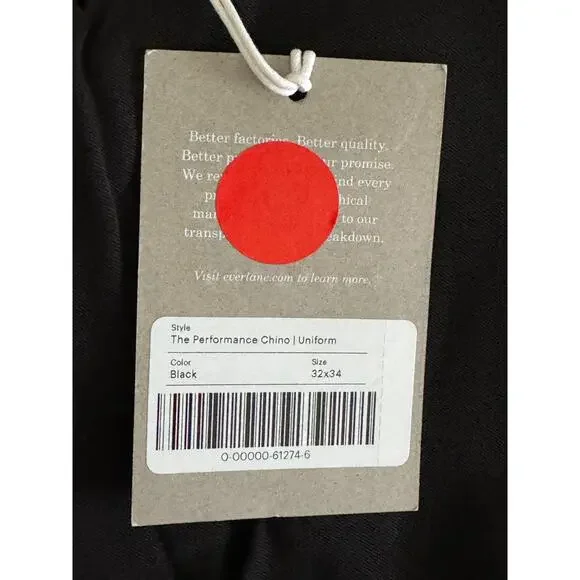 Better Better quality.
Better ur promise.
We re nd every
p hical
ma to our
transp eakdown.
Visit everlane.com to learn more.
Style
The Performance Chino | Uniform
Color Size
Black 32x34
0-00000-61274-6